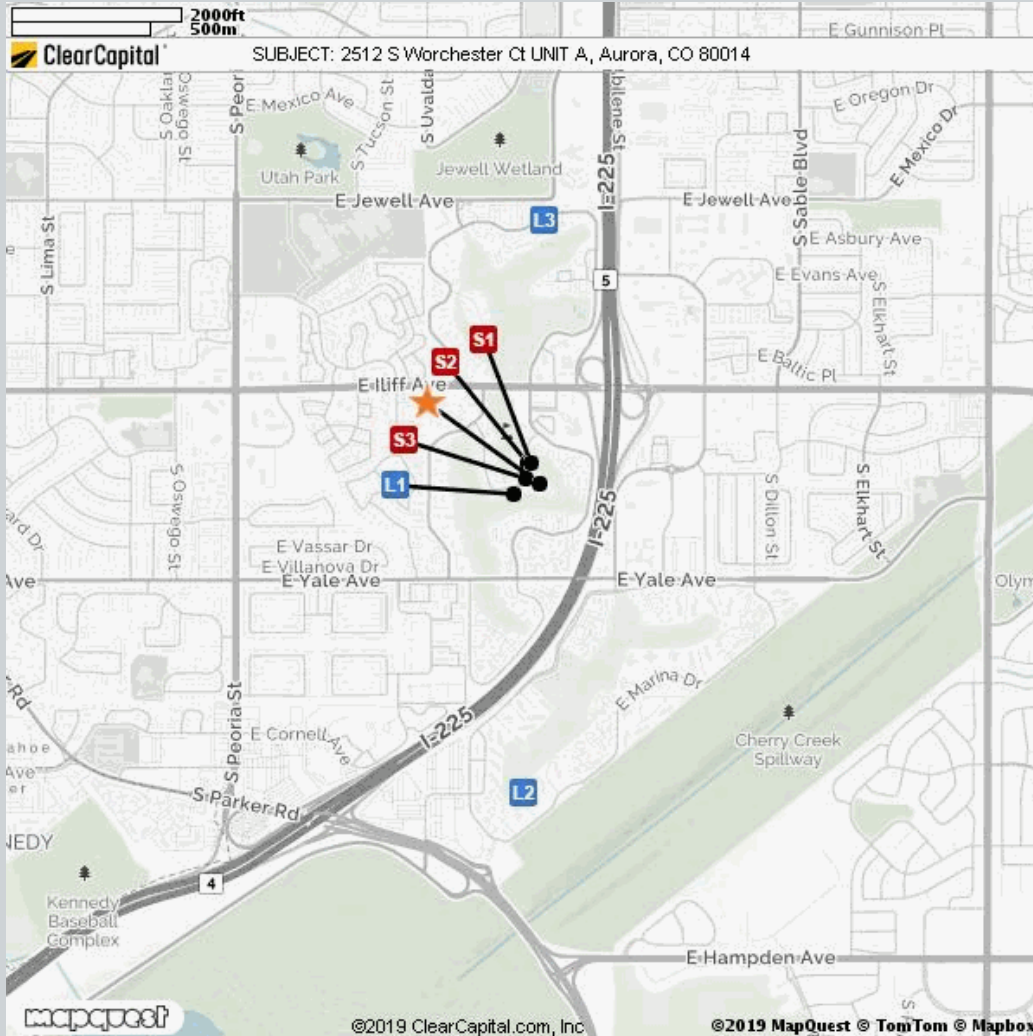 2000ft
500m
E Gunnison Pl
ClearCapital
SUBJECT: 2512 S Worchester Ct UNIT A, Aurora, CO 80014
S Oswego St
S Peori
E Mexico Ave
S Tucson St
S Uvalda
E Oregon Dr
E Mexico Dr
Utah Park
Jewell Wetland
I-225
S Sable Blvd
E Jewell Ave
E Jewell Ave
S Lima St
L3
E Asbury Ave
E Evans Ave
5
S Elkhart St
S1
S2
E Baltic Pl
E Iliff Ave
S3
L1
S Oswego St
S Dillon St
S Elkhart St
I-225
E Vassar Dr
E Villanova Dr
E Yale Ave
E Yale Ave
Ave
Olym
E Marina Dr
S Peoria St
I-225
E Cornell Ave
Cherry Creek
Spillway
Ave
S Parker Rd
L2
NEDY
4
Kennedy
Baseball
Complex
E Hampden Ave
mapquest
©2019 ClearCapital.com, Inc
©2019 MapQuest © TomTom © Mapbox